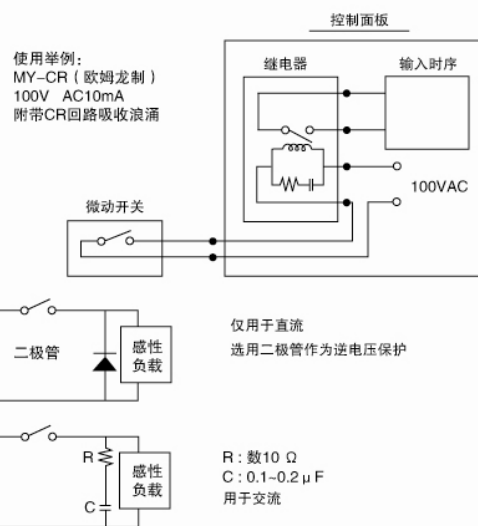 控制面板
使用举例：
MY-CR（欧姆龙制）
100V AC10mA
附带CR回路吸收浪涌
继电器
输入时序
100VAC
微动开关
二极管
感性
负载
仅用于直流
选用二极管作为逆电压保护
R
C
感性
负载
R：数10 Ω
C：0.1~0.2μF
用于交流